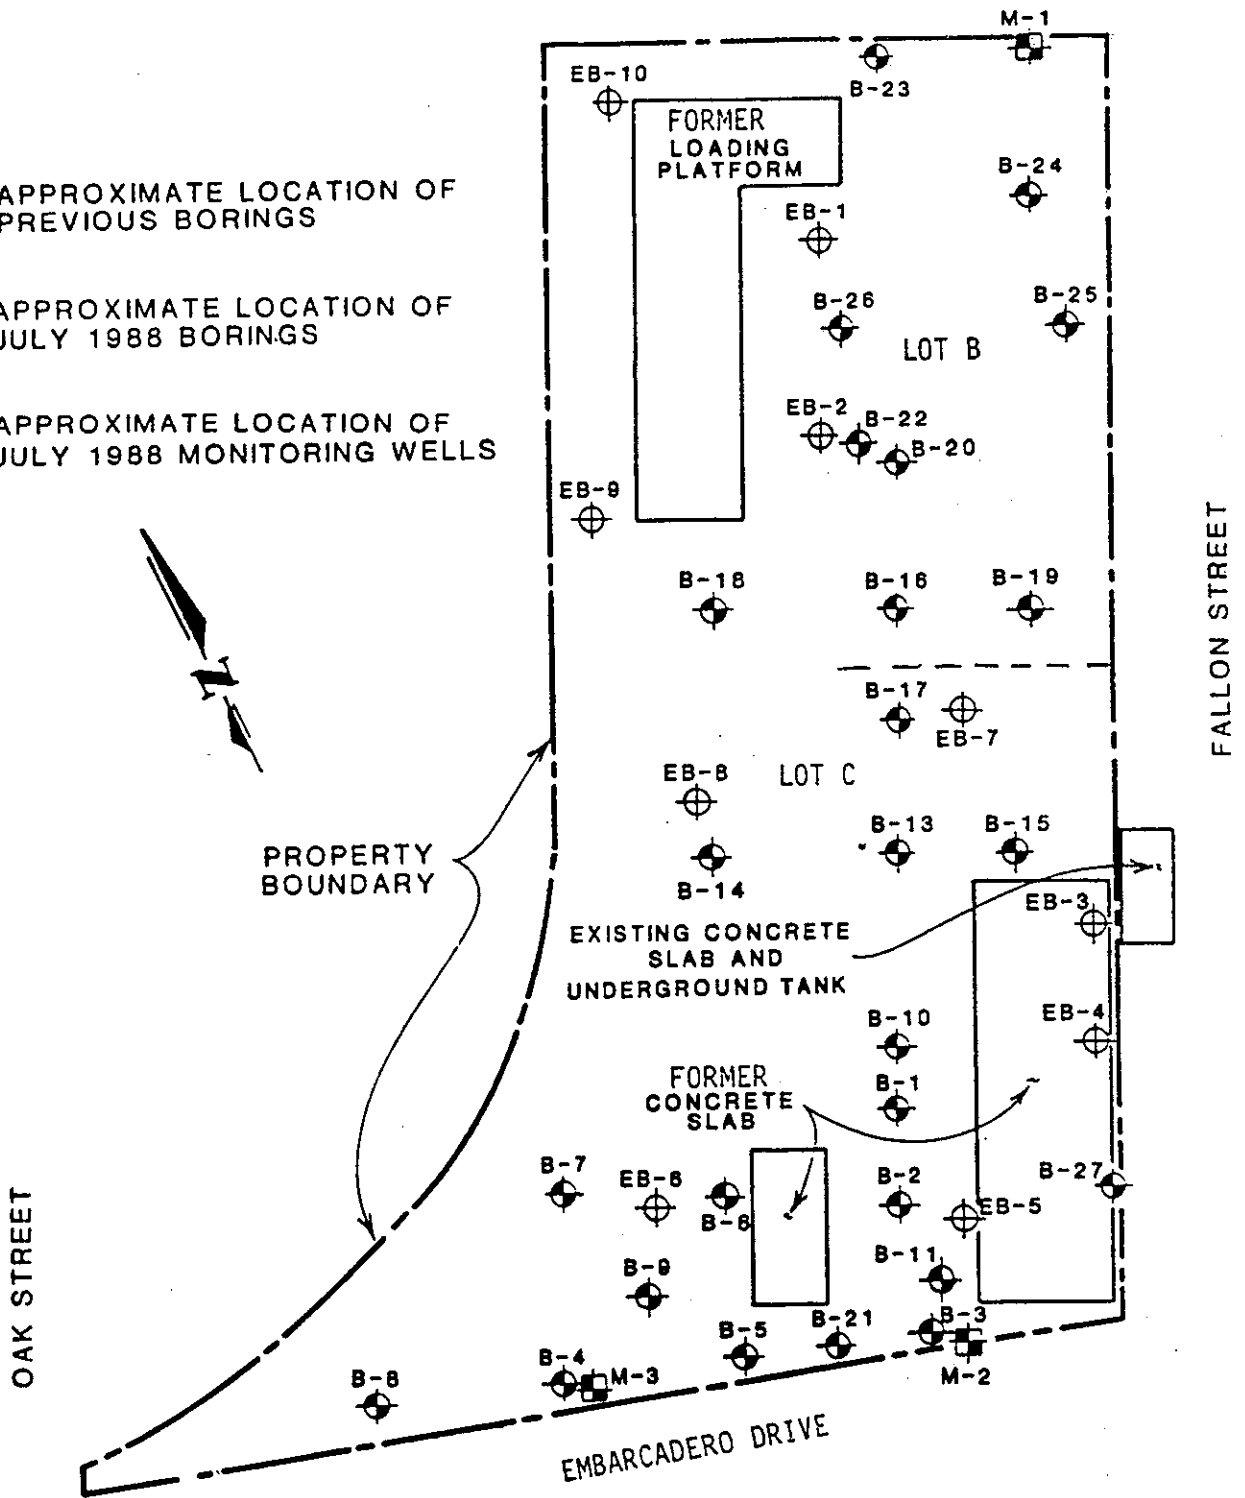 M-1
EB-10
B-23
FORMER
LOADING
PLATFORM
B-24
APPROXIMATE LOCATION OF
PREVIOUS BORINGS
EB-1
B-26
B-25
APPROXIMATE LOCATION OF
JULY 1988 BORINGS
LOT B
EB-2
B-22
B-20
APPROXIMATE LOCATION OF
JULY 1988 MONITORING WELLS
EB-9
FALLON STREET
B-18
B-16
B-19
N
B-17
EB-7
EB-8
LOT C
B-13
B-15
PROPERTY
BOUNDARY
B-14
EB-3
EXISTING CONCRETE
SLAB AND
UNDERGROUND TANK
B-10
EB-4
FORMER
CONCRETE
SLAB
B-1
B-7
EB-6
B-6
B-2
EB-5
B-27
OAK STREET
B-9
B-11
B-5
B-21
B-3
M-2
B-8
B-4
M-3
EMBARCADERO DRIVE